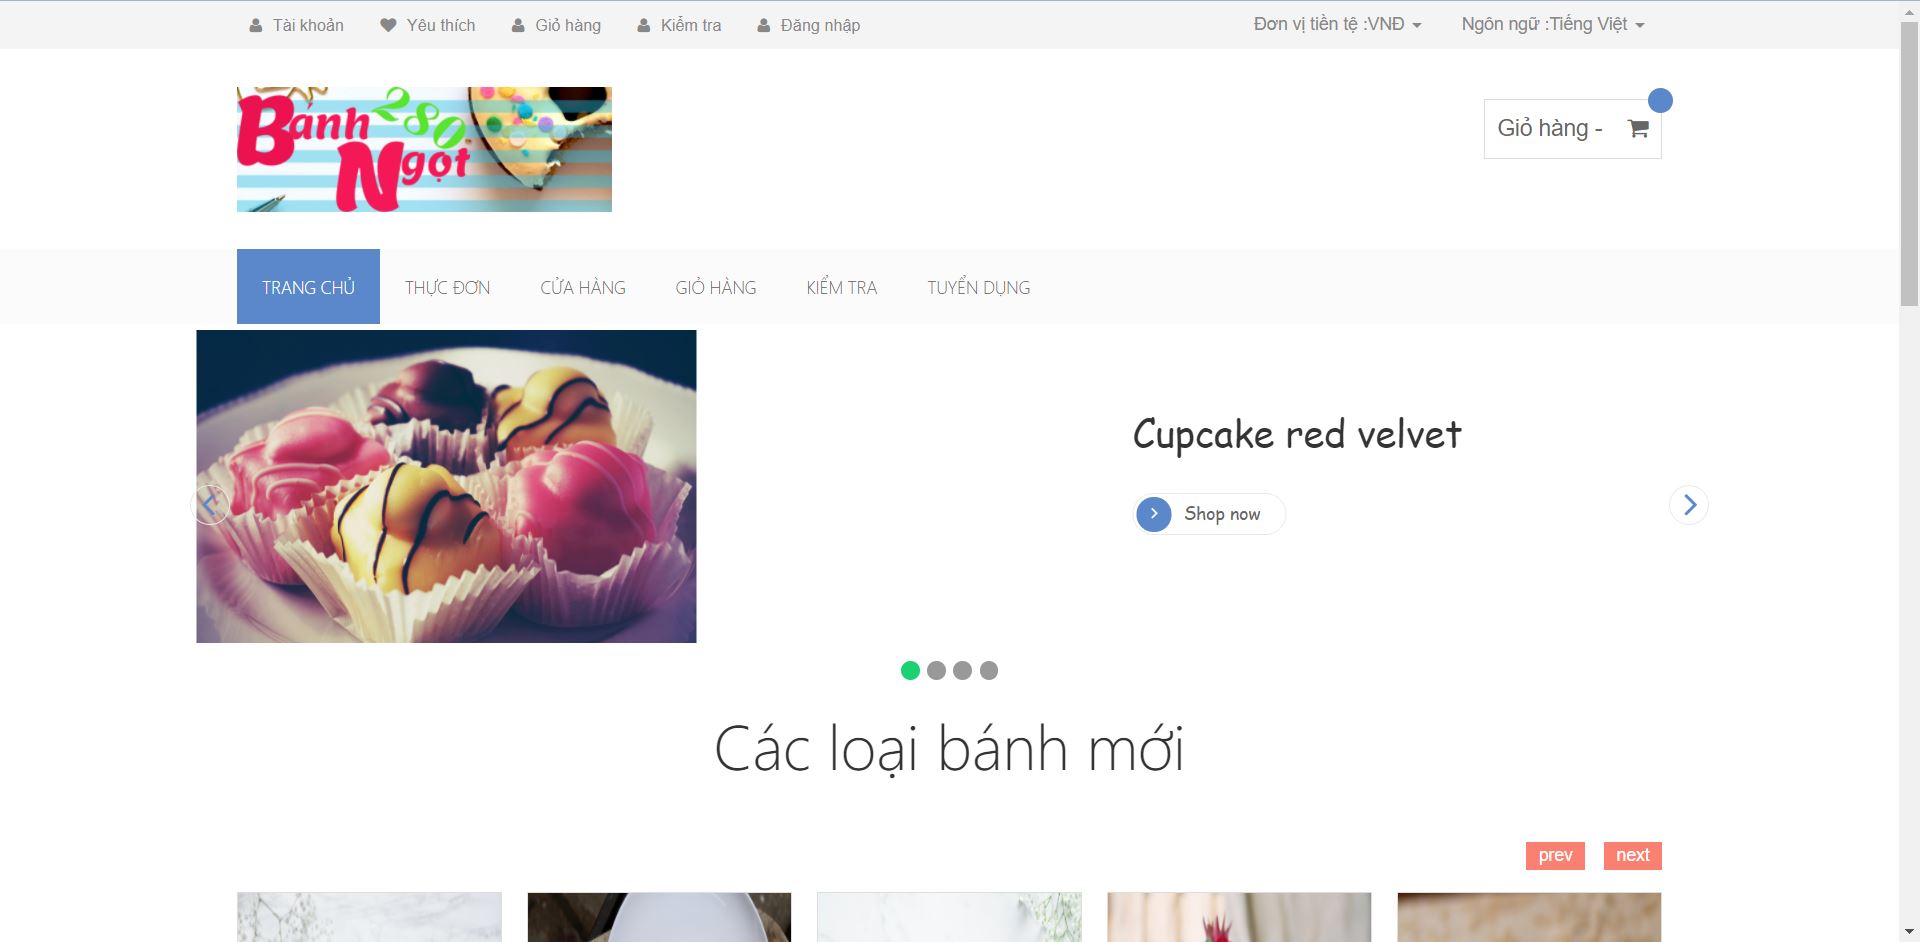 Tài khoản
Yêu thích
Giỏ hàng
Kiểm tra
Đăng nhập
Đơn vị tiền tệ :VNĐ
Ngôn ngữ :Tiếng Việt
Bánh 280
Ngọt
Giỏ hàng -
TRANG CHỦ
THỰC ĐƠN
CỬA HÀNG
GIỎ HÀNG
KIỂM TRA
TUYỂN DỤNG
Cupcake red velvet
Shop now
Các loại bánh mới
prev
next